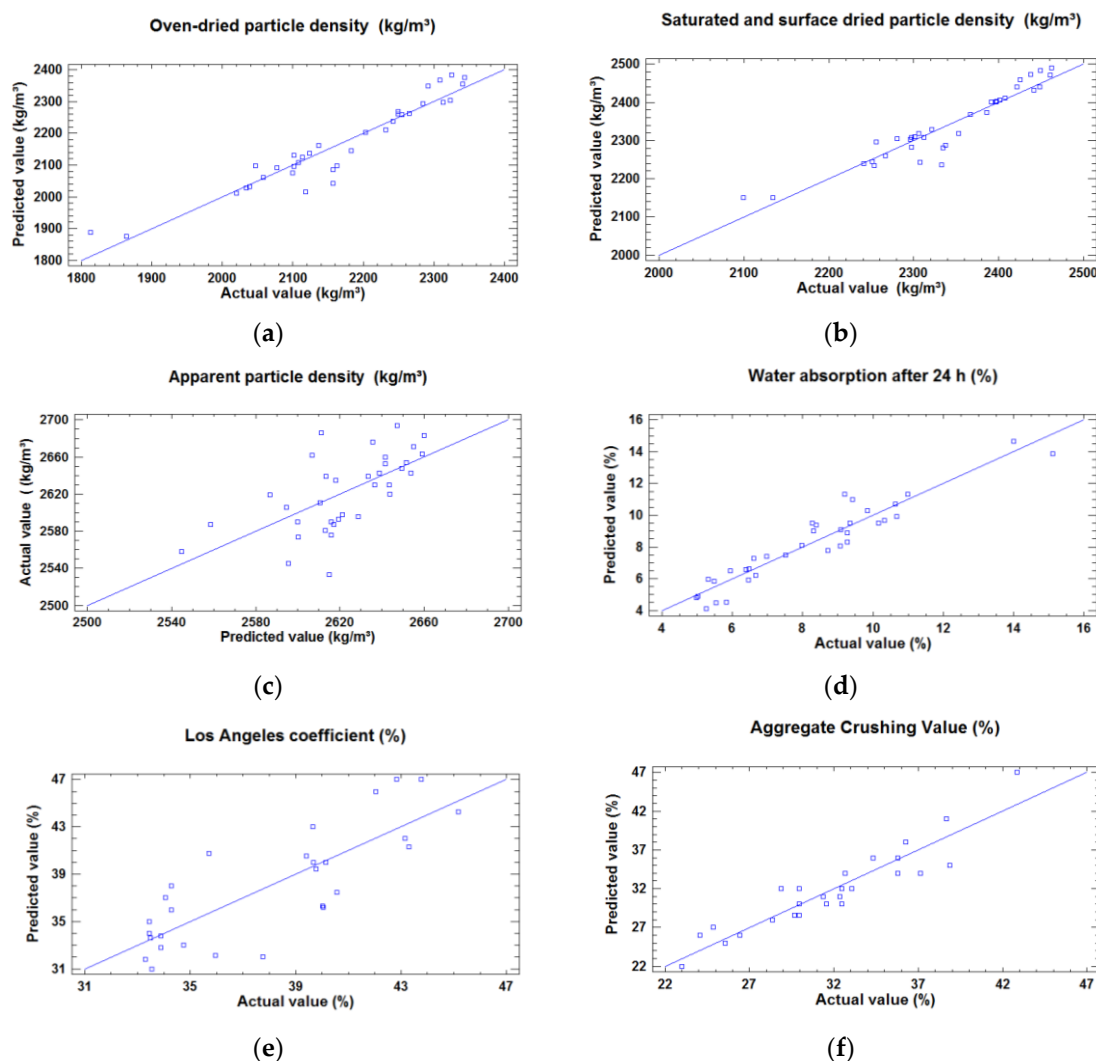 Oven-dried particle density (kg/m³)
Predicted value (kg/m³)
2400
2300
2200
2100
2000
1900
1800
1800 1900 2000 2100 2200 2300 2400
Actual value (kg/m³)
(a)
Saturated and surface dried particle density (kg/m³)
Predicted value (kg/m³)
2500
2400
2300
2200
2100
2000
2000 2100 2200 2300 2400 2500
Actual value (kg/m³)
(b)
Apparent particle density (kg/m³)
Actual value ( (kg/m³)
2700
2660
2620
2580
2540
2500
2500 2540 2580 2620 2660 2700
Predicted value (kg/m³)
(c)
Water absorption after 24 h (%)
Predicted value (%)
16
14
12
10
8
6
4
4 6 8 10 12 14 16
Actual value (%)
(d)
Los Angeles coefficient (%)
Predicted value (%)
47
43
39
35
31
31 35 39 43 47
Actual value (%)
(e)
Aggregate Crushing Value (%)
Predicted value (%)
47
42
37
32
27
22
22 27 32 37 42 47
Actual value (%)
(f)